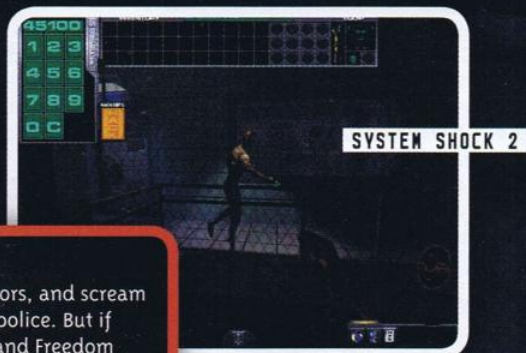 45100
1 2 3
4 5 6
7 8 9
0 C
SYSTEM SHOCK 2
ors, and scream
police. But if
and Freedom